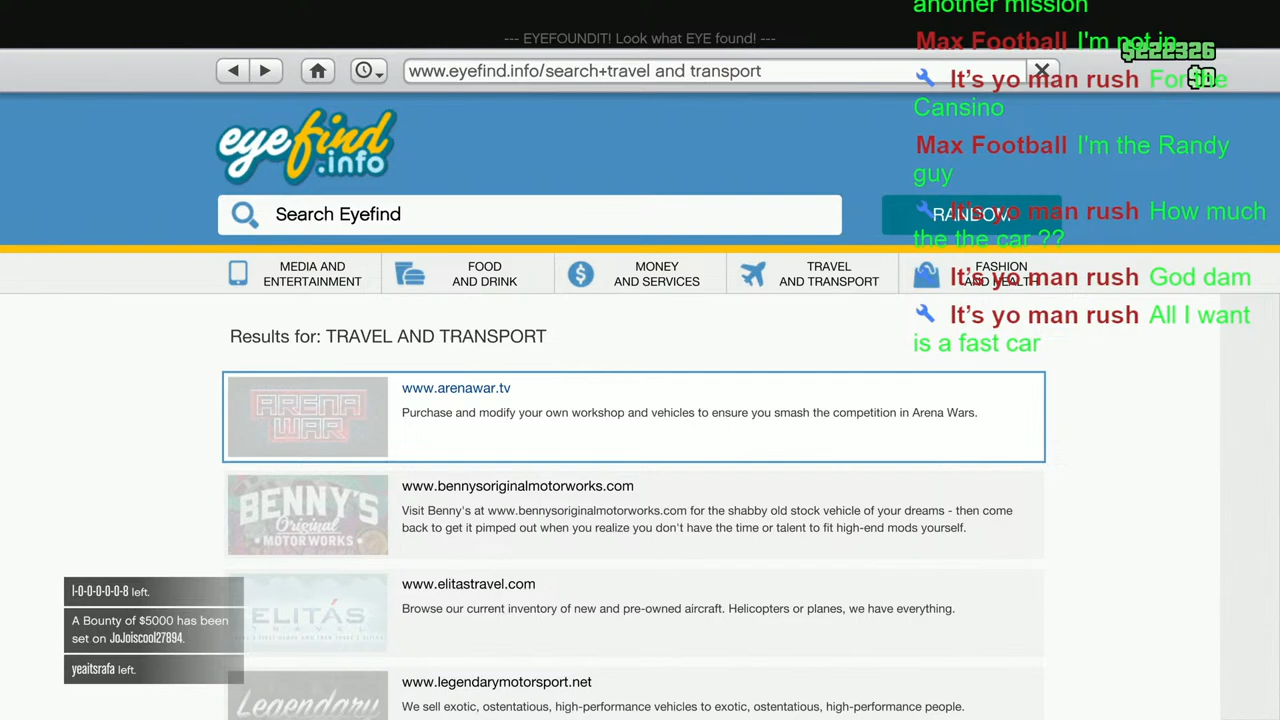 another mission
--- EYEFOUNDIT! Look what EYE found! ---
Max Football I'm not in
$222326
$0
www.eyefind.info/search+travel and transport
It's yo man rush For the
Cansino
eyefind
.info
Max Football I'm the Randy
guy
Search Eyefind
RANDOM
It's yo man rush How much
the the car ??
MEDIA AND
ENTERTAINMENT
FOOD
AND DRINK
MONEY
AND SERVICES
TRAVEL
AND TRANSPORT
FASHION
AND HEALTH
It's yo man rush God dam
It's yo man rush All I want
is a fast car
Results for: TRAVEL AND TRANSPORT
ARENA
WAR
www.arenawar.tv
Purchase and modify your own workshop and vehicles to ensure you smash the competition in Arena Wars.
BENNY'S
Original
MOTOR WORKS
www.bennysoriginalmotorworks.com
Visit Benny's at www.bennysoriginalmotorworks.com for the shabby old stock vehicle of your dreams - then come
back to get it pimped out when you realize you don't have the time or talent to fit high-end mods yourself.
ELITÁS
TRAVEL
www.elitastravel.com
Browse our current inventory of new and pre-owned aircraft. Helicopters or planes, we have everything.
l-0-0-0-0-0-8 left.
A Bounty of $5000 has been
set on JoJoiscool27894.
yeaitsrafa left.
Legendary
www.legendarymotorsport.net
We sell exotic, ostentatious, high-performance vehicles to exotic, ostentatious, high-performance people.